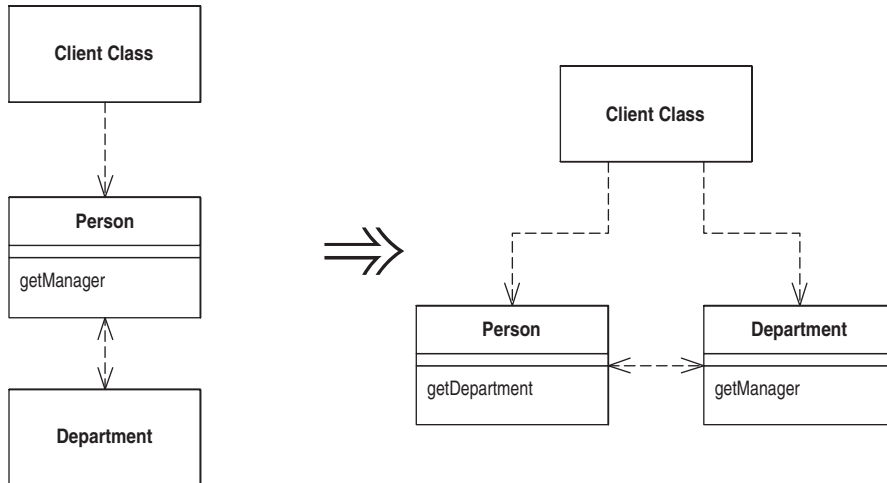 Client Class
Person
getManager
Department
Client Class
Person
getDepartment
Department
getManager